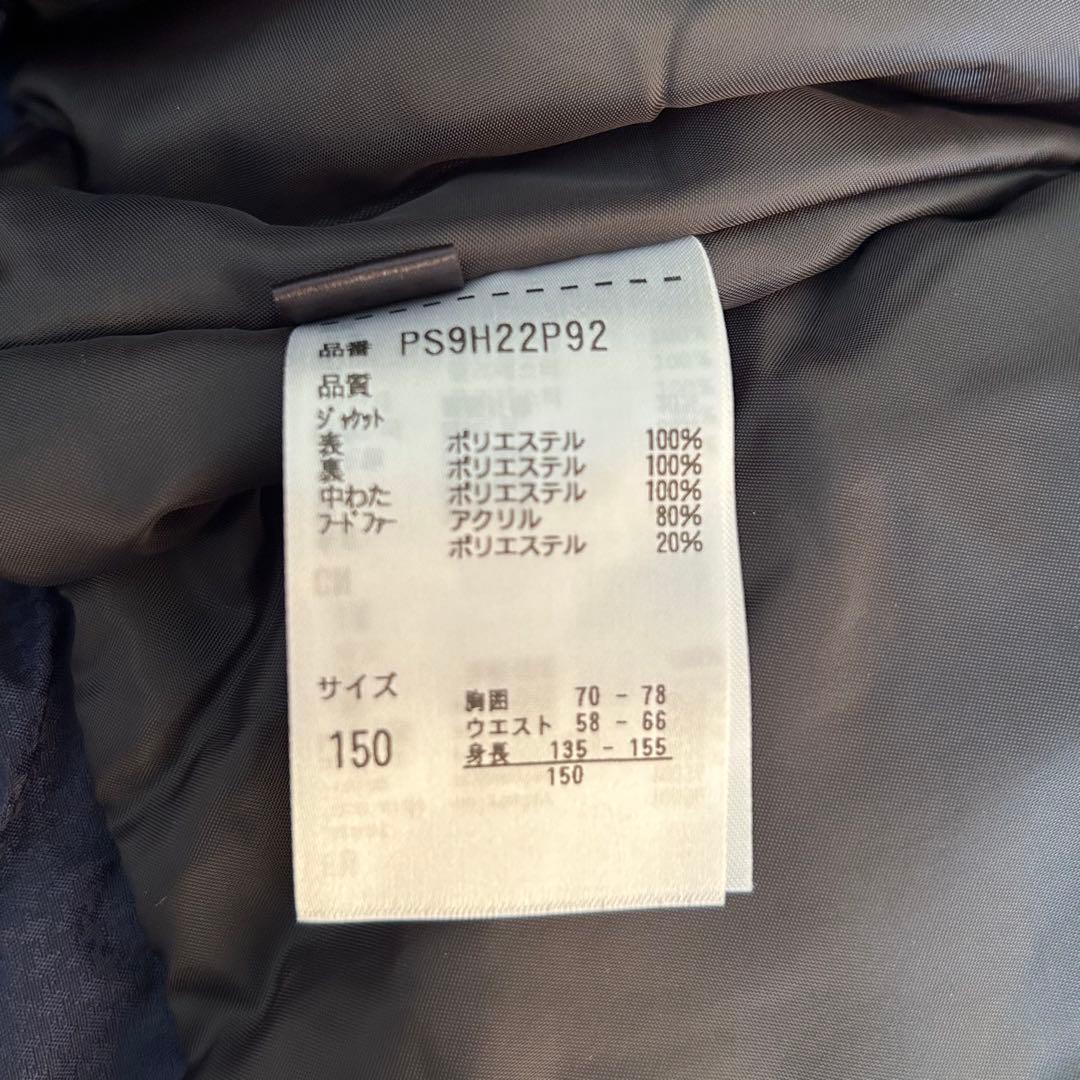 品番 PS9H22P92
品質
ジャケット
表 ポリエステル 100%
裏 ポリエステル 100%
中わた ポリエステル 100%
フードファー アクリル 80%
ポリエステル 20%
サイズ
150
胸囲 70 - 78
ウエスト 58 - 66
身長 135 - 155
150